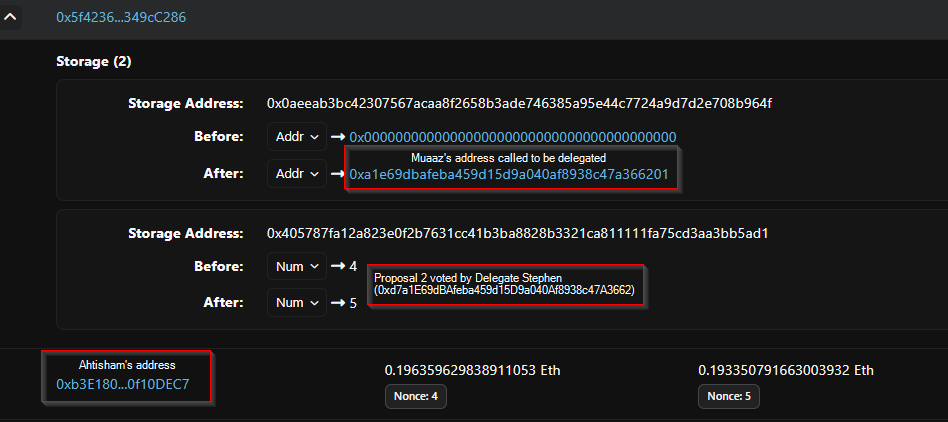 0x5f4236...349cC286
Storage (2)
Storage Address: 0x0aeeab3bc42307567acaa8f2658b3ade746385a95e44c7724a9d7d2e708b964f
Before: Addr → 0x0000000000000000000000000000000000000000
Muaaz's address called to be delegated
After: Addr → 0xa1e69dbafeba459d15d9a040af8938c47a366201
Storage Address: 0x405787fa12a823e0f2b7631cc41b3ba8828b3321ca811111fa75cd3aa3bb5ad1
Before: Num → 4
Proposal 2 voted by Delegate Stephen
(0xd7a1E69dBAfeba459d15D9a040Af8938c47A3662)
After: Num → 5
Ahtisham's address
0xb3E180...0f10DEC7 0.196359629838911053 Eth 0.193350791663003932 Eth
Nonce: 4 Nonce: 5